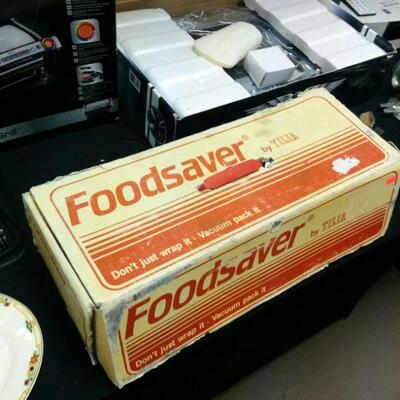 Grill
Foodsaver®
by TILIA
Don't just wrap it - Vacuum pack it
Foodsaver®
by TILIA
Don't just wrap it - Vacuum pack it